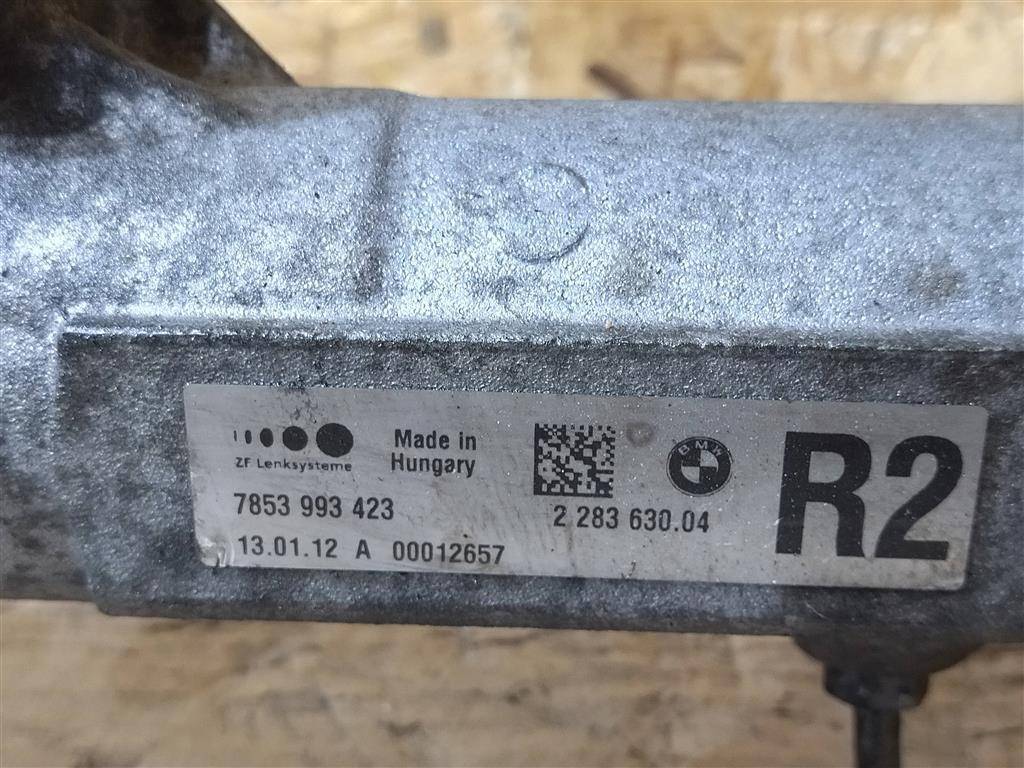 ZF Lenksysteme
Made in
Hungary
BMW
R2
7853 993 423
2 283 630.04
13.01.12 A 00012657